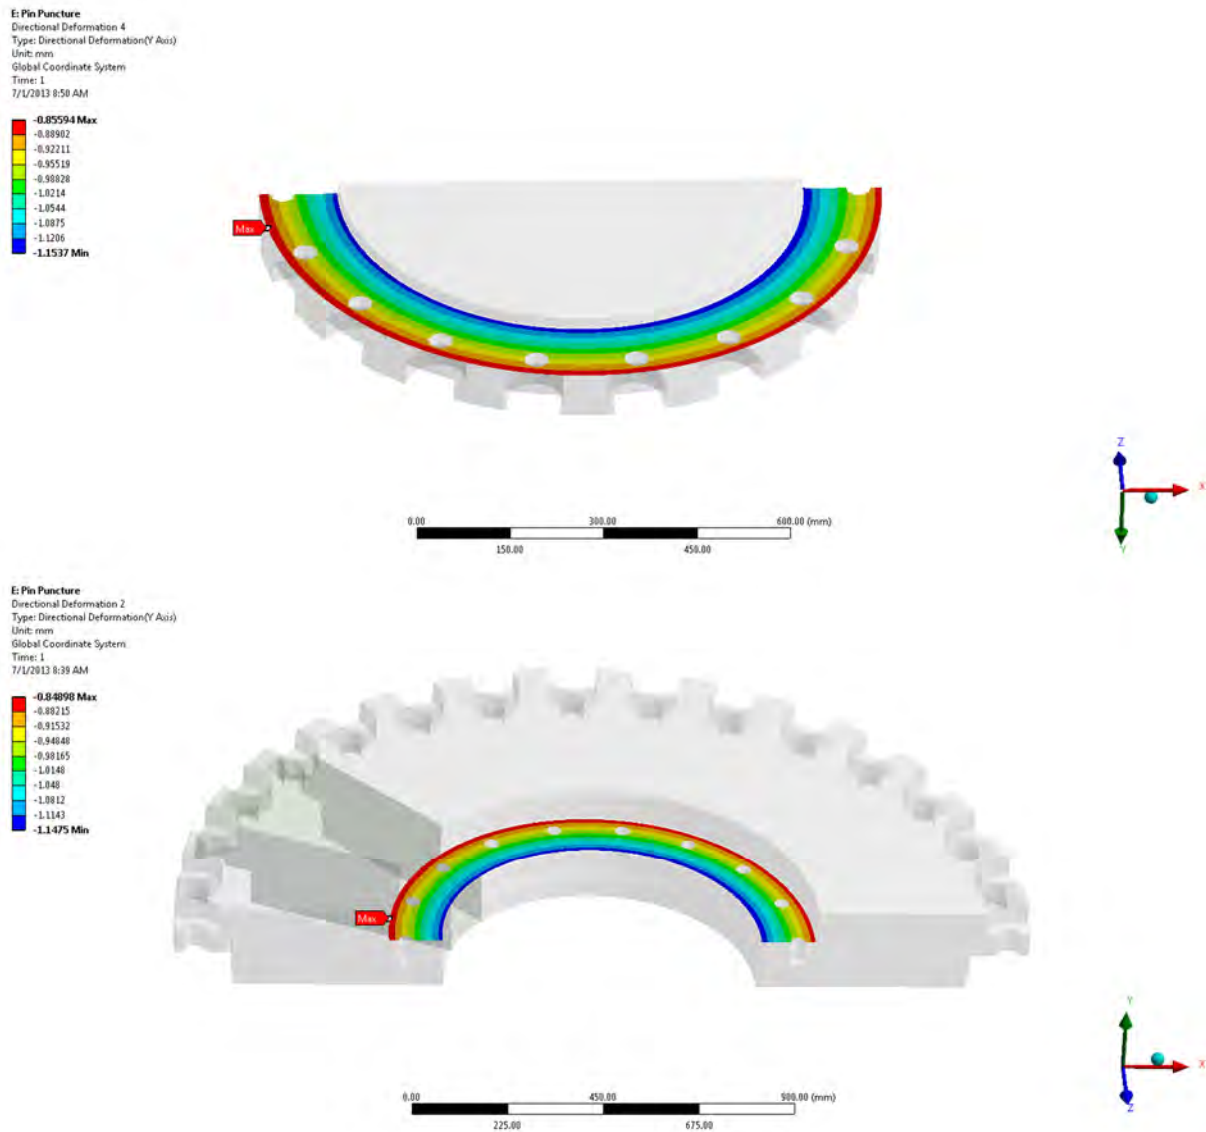 E: Pin Puncture
Directional Deformation 4
Type: Directional Deformation(Y Axis)
Unit: mm
Global Coordinate System
Time: 1
7/1/2013 8:50 AM
-0.85594 Max
-0.88902
-0.92211
-0.95519
-0.98828
-1.0214
-1.0544
-1.0875
-1.1206
-1.1537 Min
Max
Z
X
Y
0.00 300.00 600.00 (mm)
150.00 450.00
E: Pin Puncture
Directional Deformation 2
Type: Directional Deformation(Y Axis)
Unit: mm
Global Coordinate System
Time: 1
7/1/2013 8:39 AM
-0.84898 Max
-0.88215
-0.91532
-0.94848
-0.98165
-1.0148
-1.048
-1.0812
-1.1143
-1.1475 Min
Max
Y
X
Z
0.00 450.00 900.00 (mm)
225.00 675.00